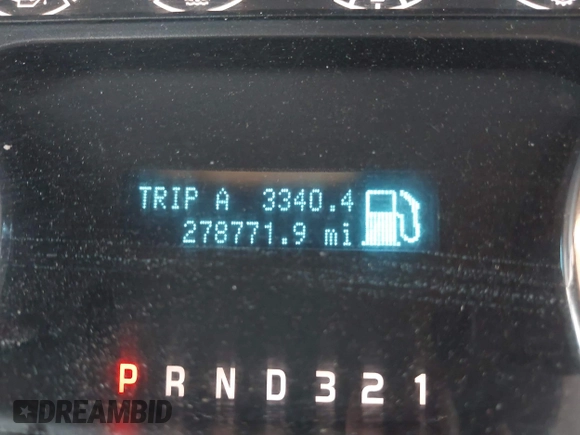 TRIP A 3340.4
278771.9 mi
P R N D 3 2 1
DREAMBID